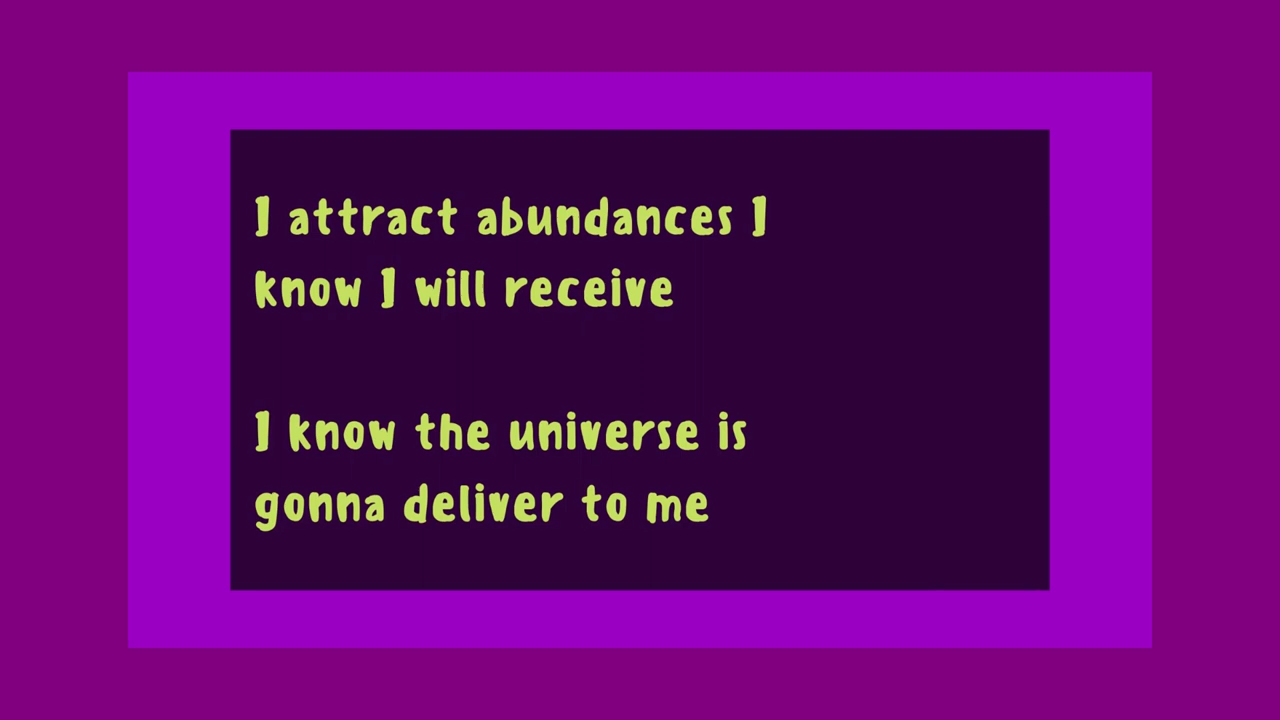 I attract abundances I
know I will receive
I know the universe is
gonna deliver to me